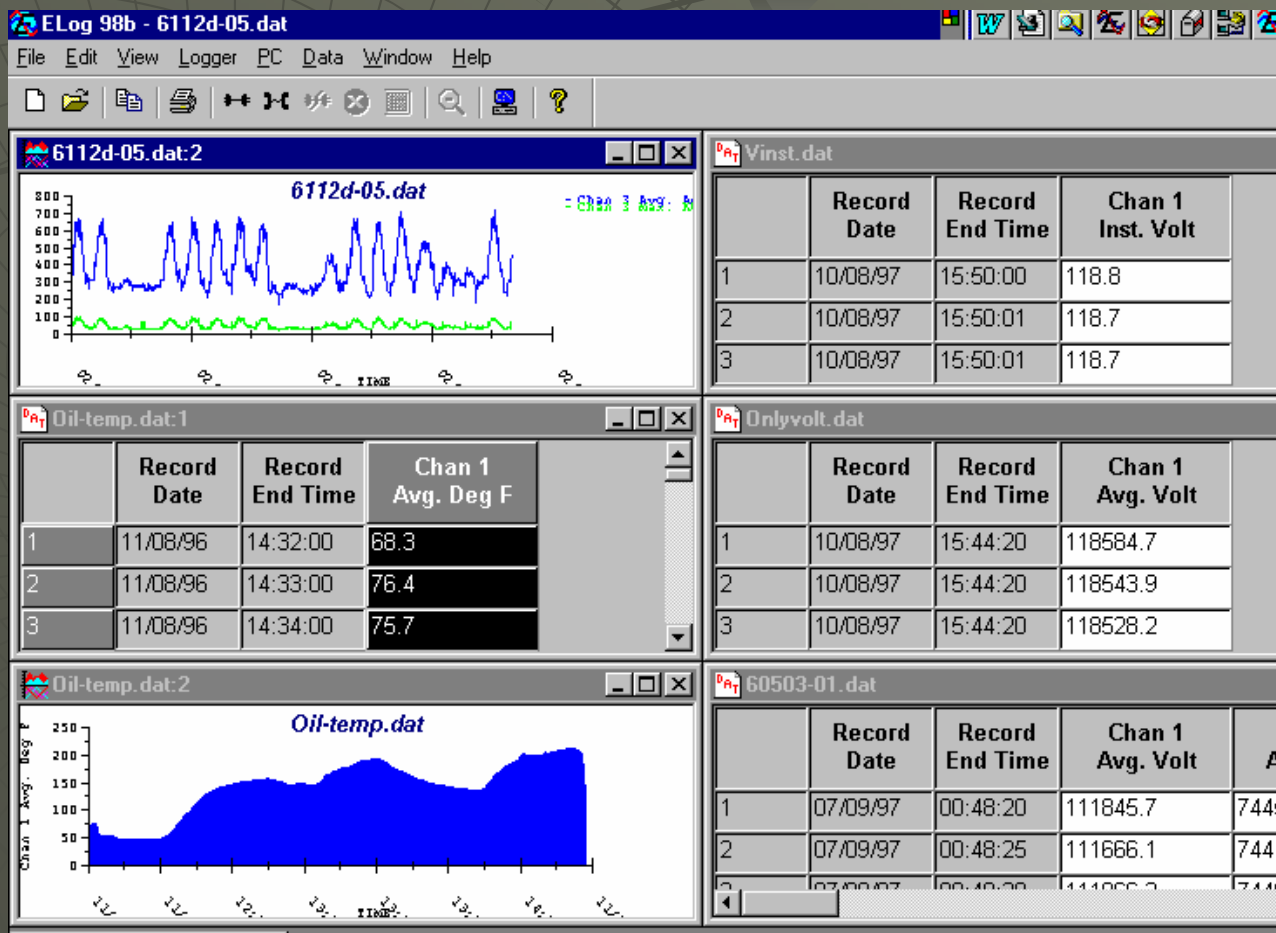 ELog 98b - 6112d-05.dat
File Edit View Logger PC Data Window Help
6112d-05.dat:2
6112d-05.dat
Chan 3 Avg.
800
700
600
500
400
300
200
100
0
TIME
Vinst.dat
Record Date Record End Time Chan 1 Inst. Volt
1 10/08/97 15:50:00 118.8
2 10/08/97 15:50:01 118.7
3 10/08/97 15:50:01 118.7
Oil-temp.dat:1
Record Date Record End Time Chan 1 Avg. Deg F
1 11/08/96 14:32:00 68.3
2 11/08/96 14:33:00 76.4
3 11/08/96 14:34:00 75.7
Onlyvolt.dat
Record Date Record End Time Chan 1 Avg. Volt
1 10/08/97 15:44:20 118584.7
2 10/08/97 15:44:20 118543.9
3 10/08/97 15:44:20 118528.2
Oil-temp.dat:2
Oil-temp.dat
Chan 1 Avg. Deg F
250
200
150
100
50
0
TIME
60503-01.dat
Record Date Record End Time Chan 1 Avg. Volt
1 07/09/97 00:48:20 111845.7
2 07/09/97 00:48:25 111666.1 744